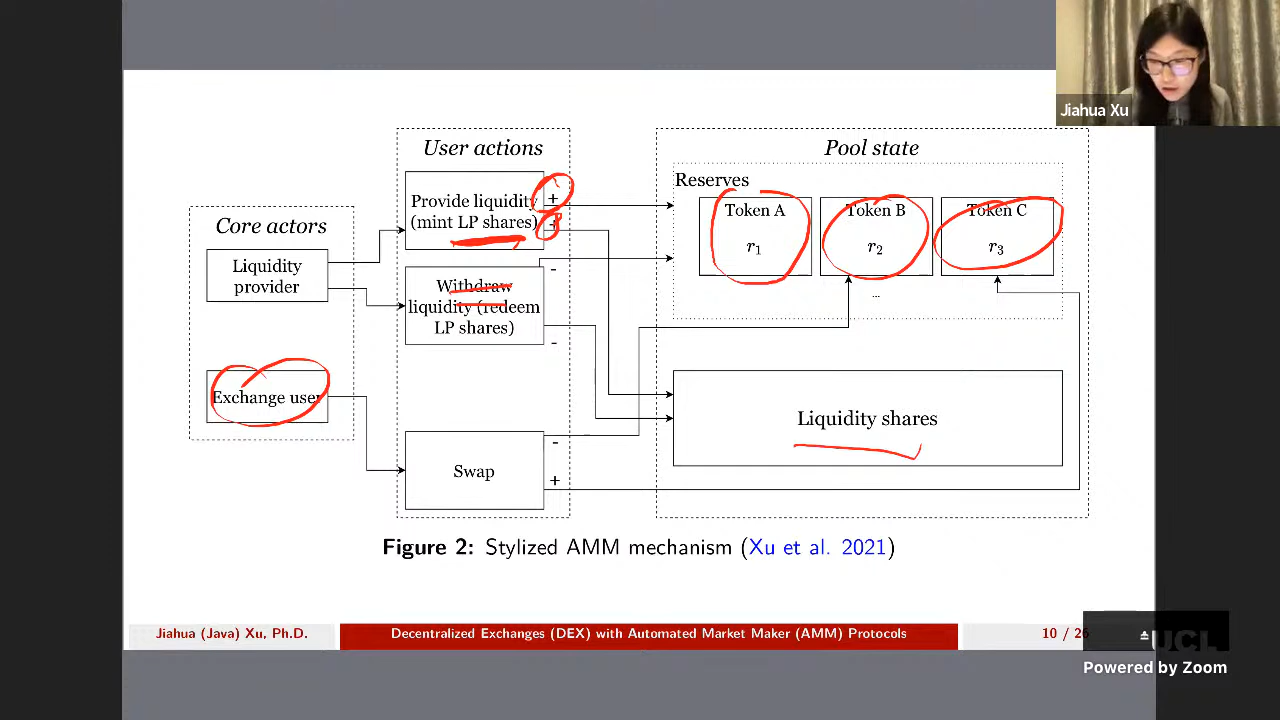 Jiahua Xu
User actions
Pool state
Provide liquidity
(mint LP shares)
+
+
Reserves
Token A
r1
Token B
r2
Token C
r3
...
Core actors
Liquidity
provider
Withdraw
liquidity (redeem
LP shares)
-
-
Exchange user
Liquidity shares
Swap
-
+
Figure 2: Stylized AMM mechanism (Xu et al. 2021)
Jiahua (Java) Xu, Ph.D.
Decentralized Exchanges (DEX) with Automated Market Maker (AMM) Protocols
10 / 26
UCL
Powered by Zoom